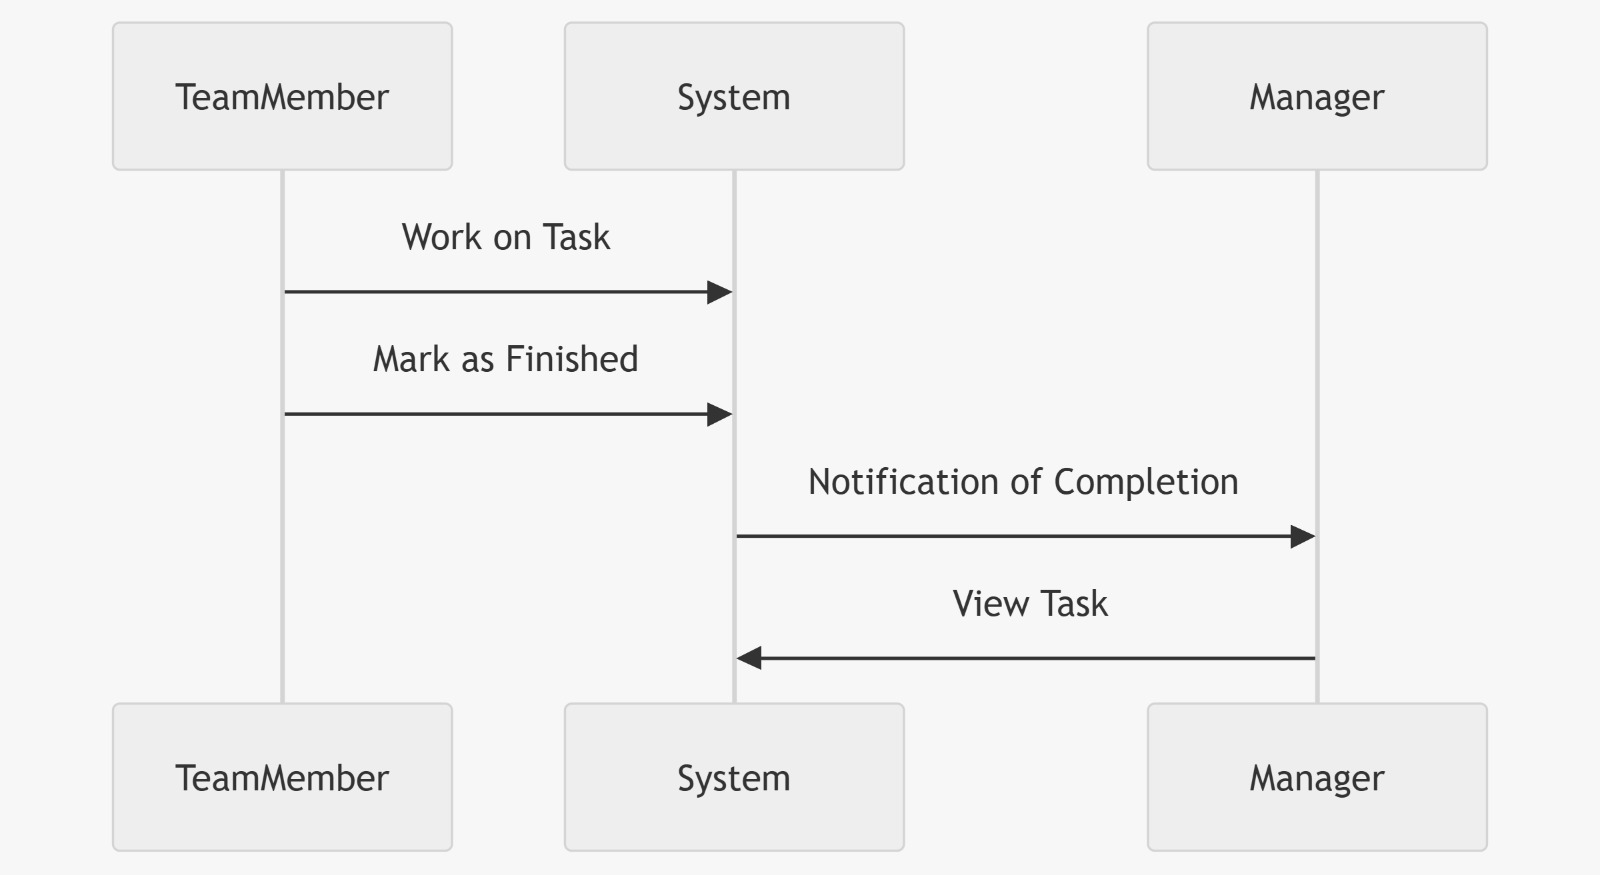 TeamMember
System
Manager
Work on Task
Mark as Finished
Notification of Completion
View Task
TeamMember
System
Manager